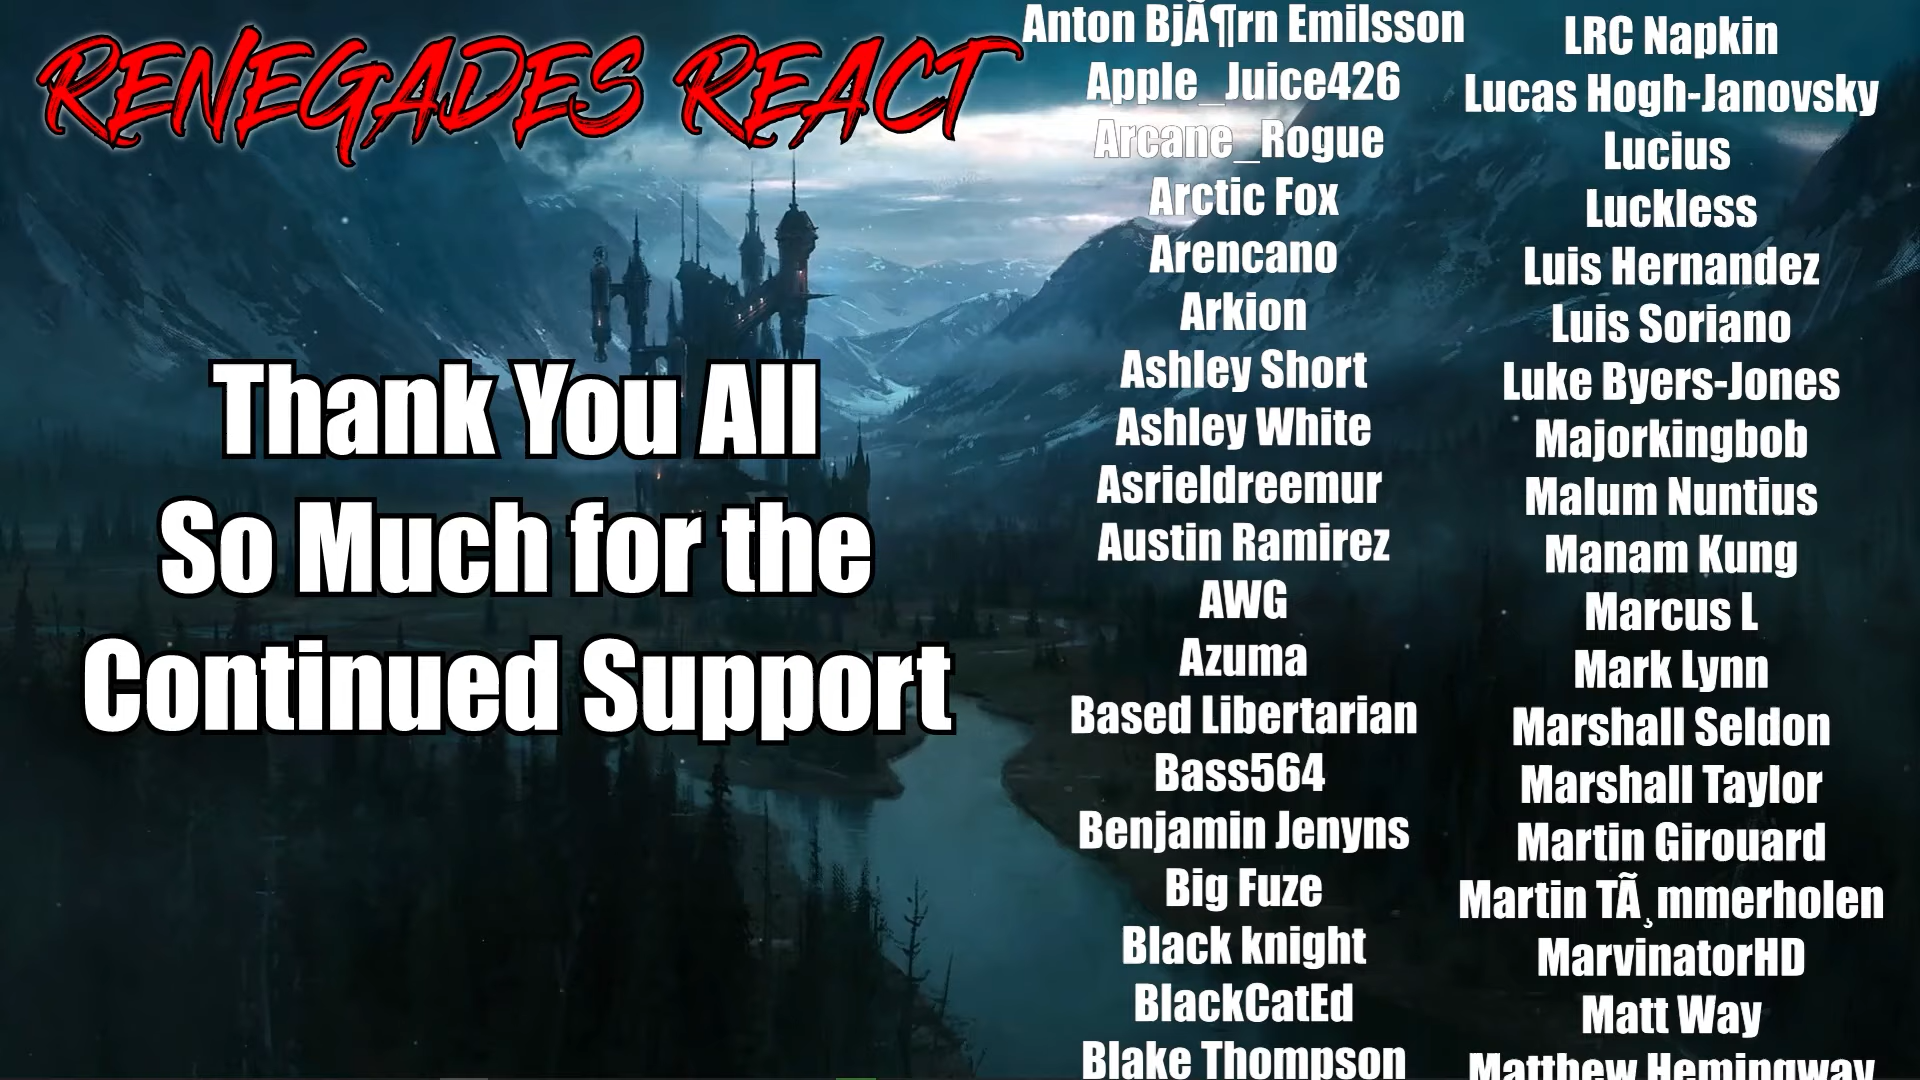 RENEGADES REACT
Thank You All
So Much for the
Continued Support
Anton BjÃ¶rn Emilsson
Apple_Juice426
Arcane_Rogue
Arctic Fox
Arencano
Arkion
Ashley Short
Ashley White
Asrieldreemur
Austin Ramirez
AWG
Azuma
Based Libertarian
Bass564
Benjamin Jenyns
Big Fuze
Black knight
BlackCatEd
Blake Thompson
LRC Napkin
Lucas Hogh-Janovsky
Lucius
Luckless
Luis Hernandez
Luis Soriano
Luke Byers-Jones
Majorkingbob
Malum Nuntius
Manam Kung
Marcus L
Mark Lynn
Marshall Seldon
Marshall Taylor
Martin Girouard
Martin TÃ¸mmerholen
MarvinatorHD
Matt Way
Matthew Hemingway